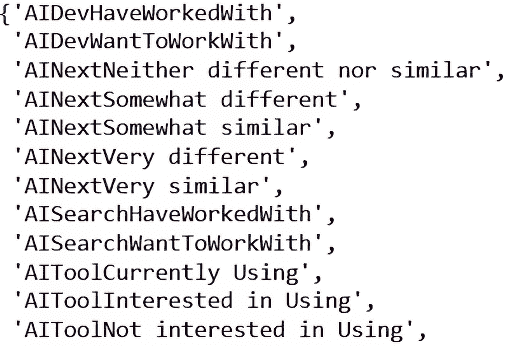 {'AIDevHaveWorkedWith',
'AIDevWantToWorkWith',
'AINextNeither different nor similar',
'AINextSomewhat different',
'AINextSomewhat similar',
'AINextVery different',
'AINextVery similar',
'AISearchHaveWorkedWith',
'AISearchWantToWorkWith',
'AIToolCurrently Using',
'AIToolInterested in Using',
'AIToolNot interested in Using',